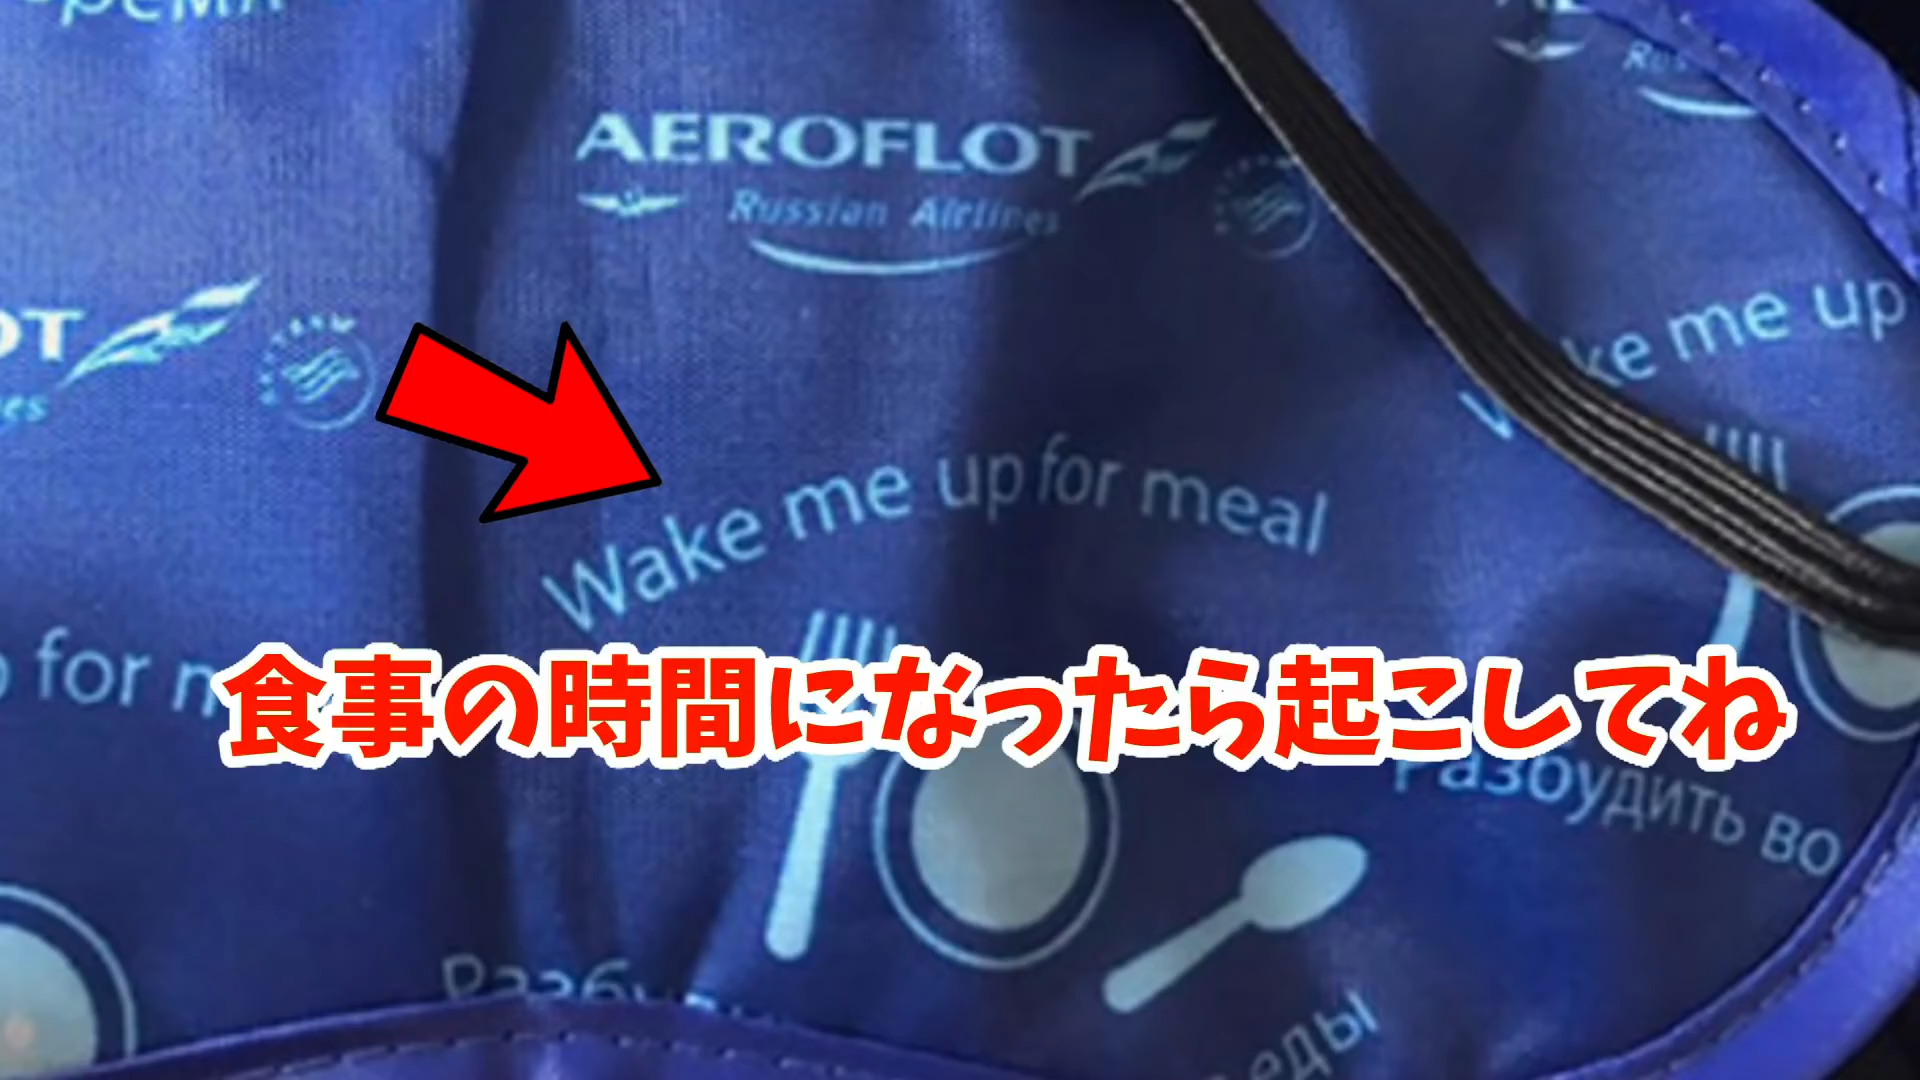 AEROFLOT
Russian Airlines
ke me up
Wake me up for meal
for m
食事の時間になったら起こしてね
Разбудить во
еды